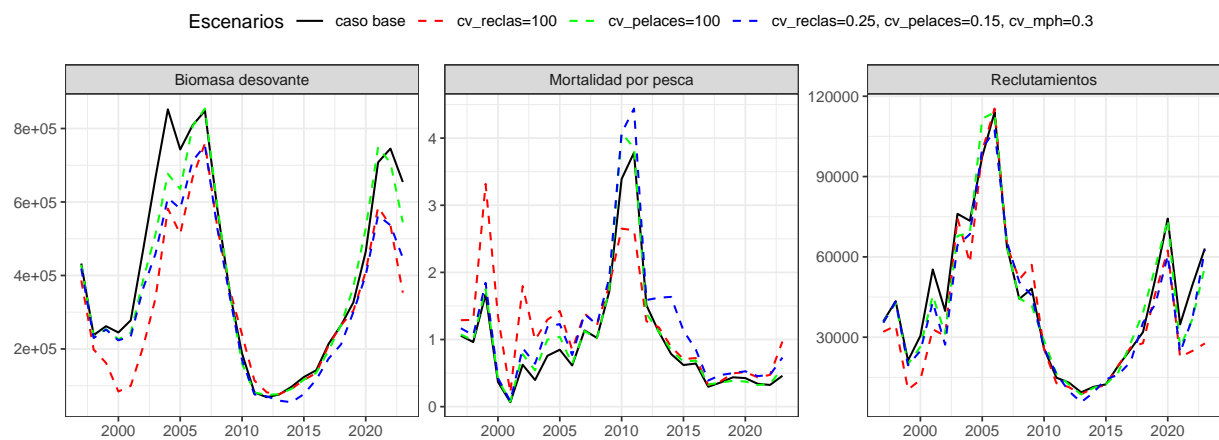 Escenarios caso base cv_reclas=100 cv_pelaces=100 cv_reclas=0.25, cv_pelaces=0.15, cv_mph=0.3
Biomasa desovante Mortalidad por pesca Reclutamientos
8e+05
6e+05
4e+05
2e+05
4
3
2
1
0
120000
90000
60000
30000
2000 2005 2010 2015 2020 2000 2005 2010 2015 2020 2000 2005 2010 2015 2020